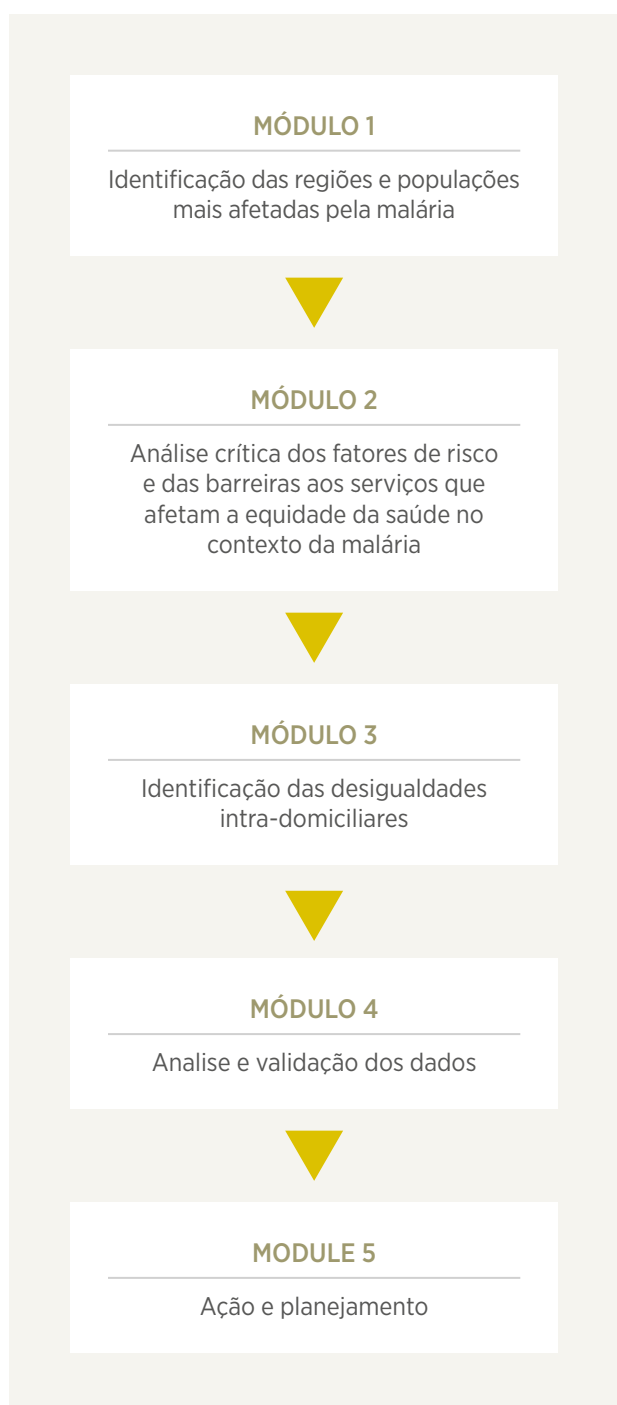 MÓDULO 1
Identificação das regiões e populações
mais afetadas pela malária
MÓDULO 2
Análise crítica dos fatores de risco
e das barreiras aos serviços que
afetam a equidade da saúde no
contexto da malária
MÓDULO 3
Identificação das desigualdades
intra-domiciliares
MÓDULO 4
Analise e validação dos dados
MODULE 5
Ação e planejamento